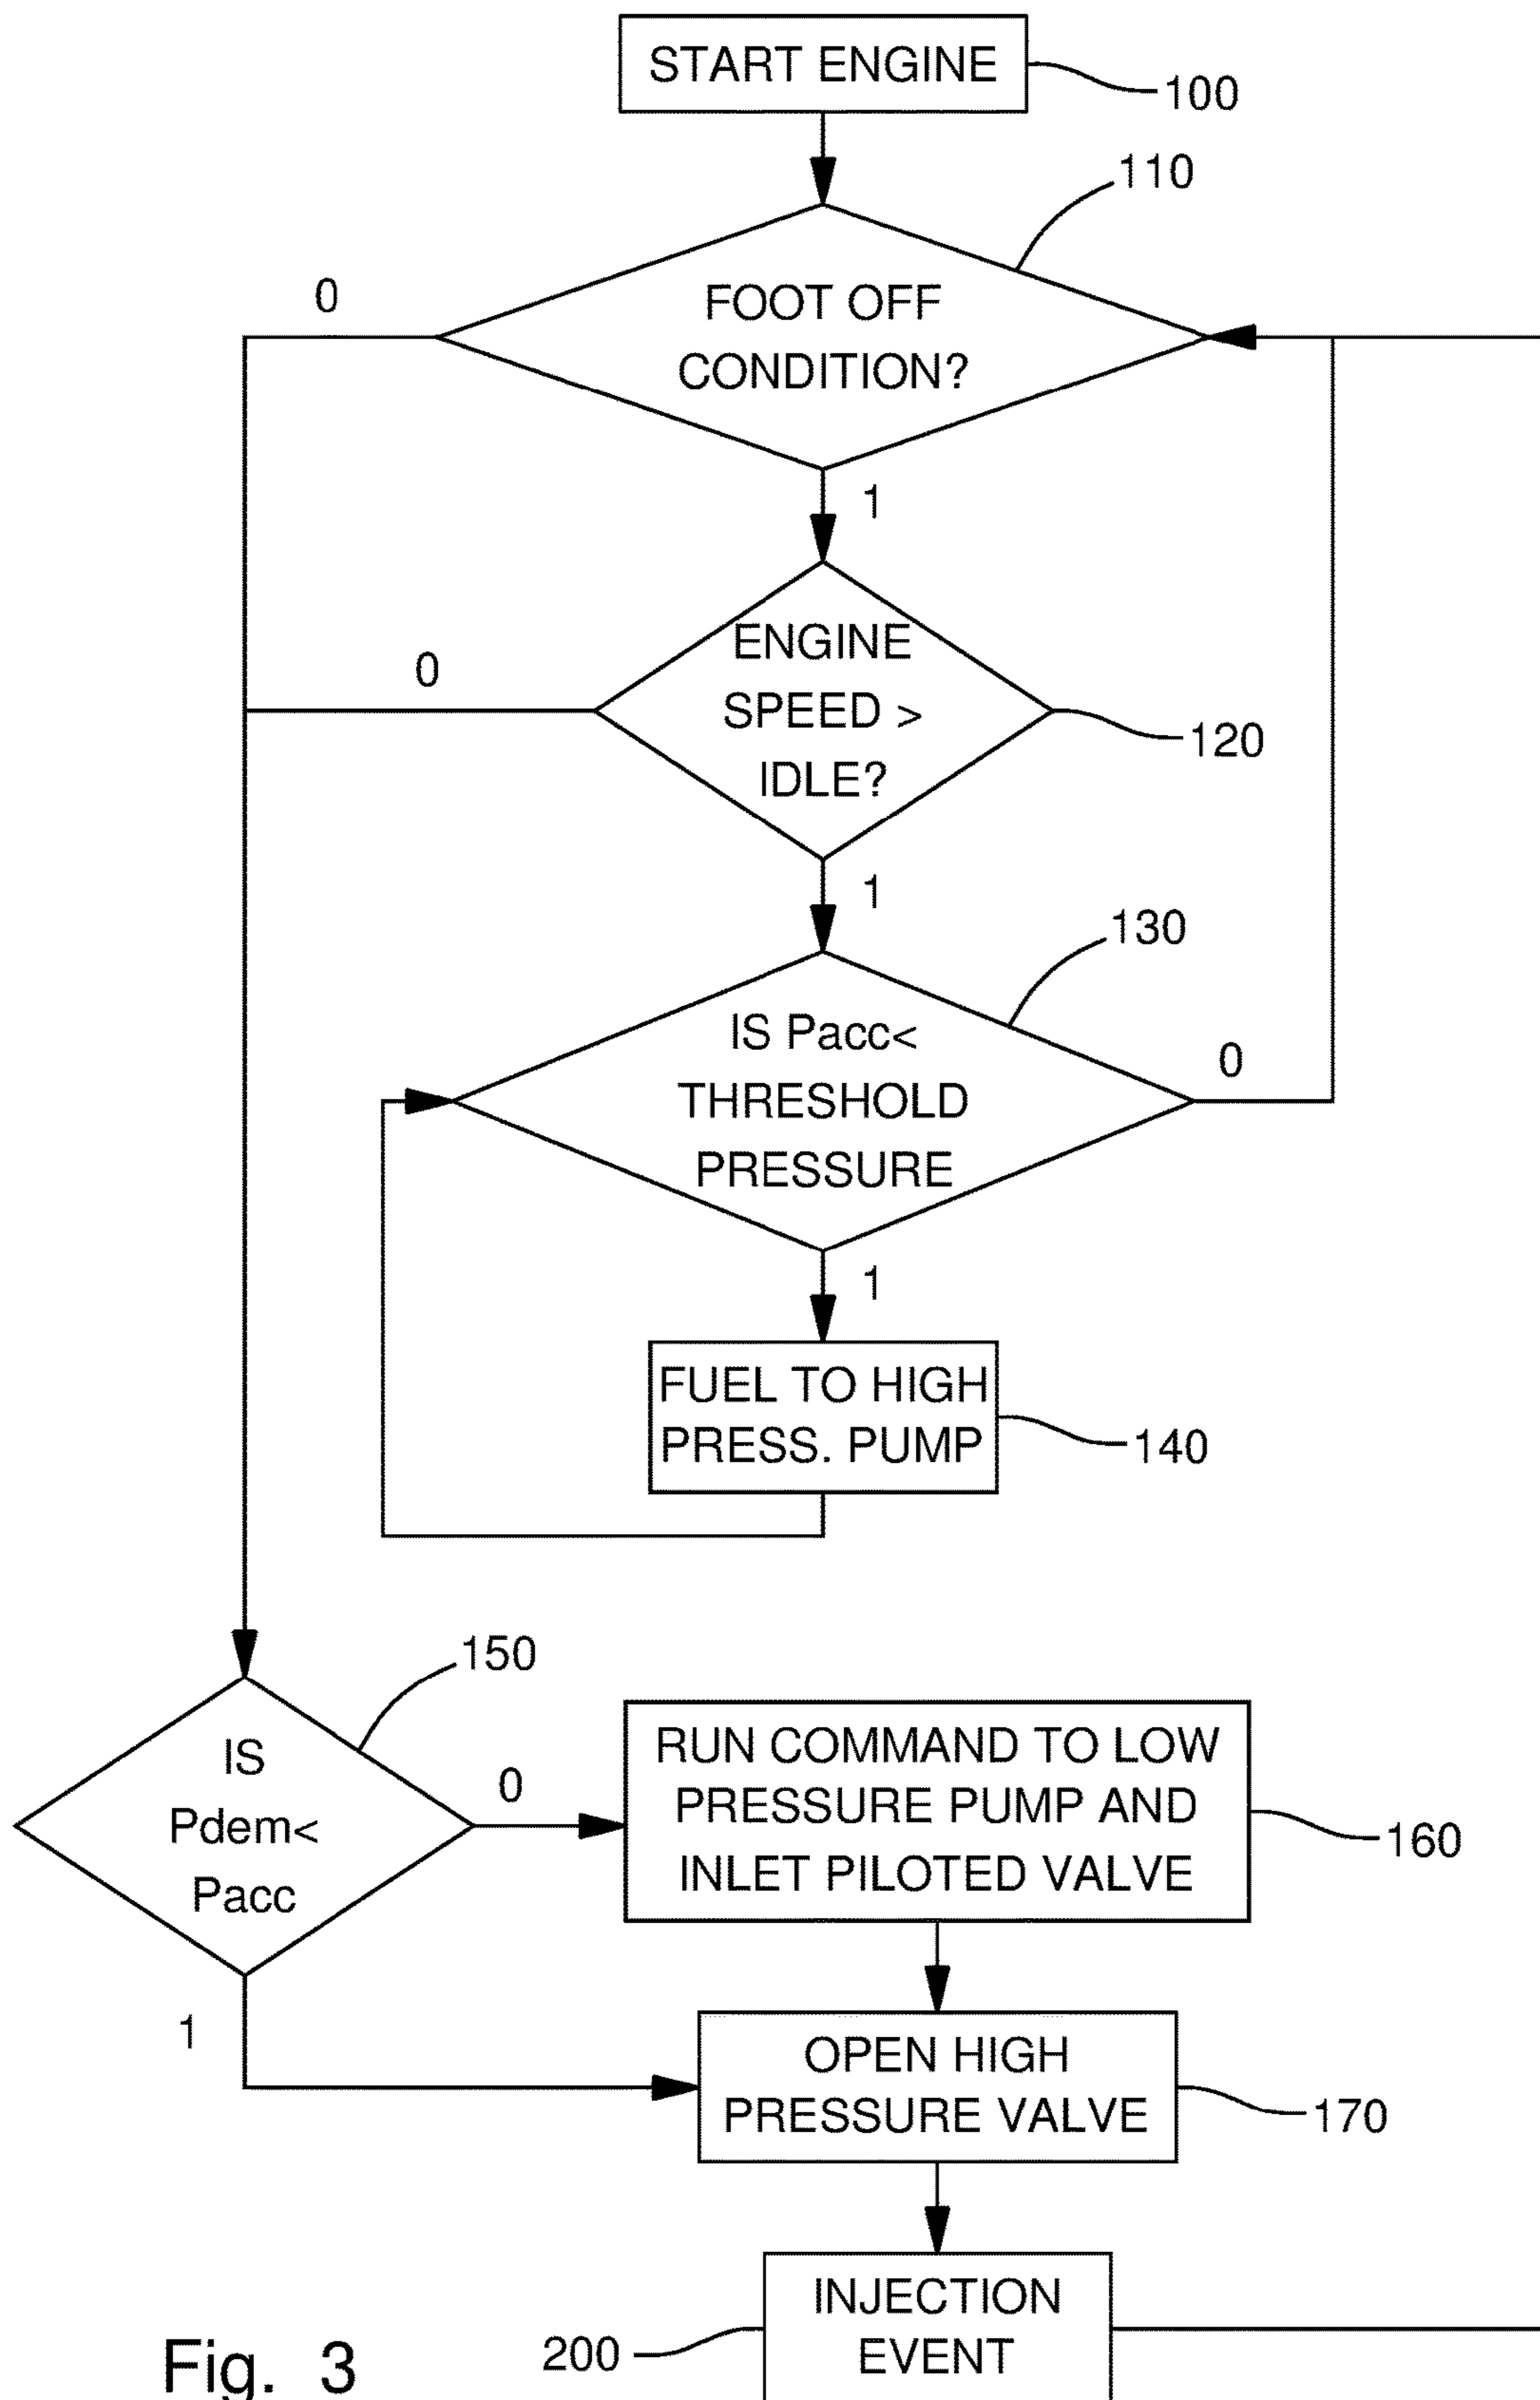 START ENGINE
100
110
0
FOOT OFF
CONDITION?
1
ENGINE
0
SPEED >
120
IDLE?
1
130
IS Pacc<
0
THRESHOLD
PRESSURE
1
FUEL TO HIGH
PRESS. PUMP
140
150
IS
Pdem<
Pacc
0
RUN COMMAND TO LOW
PRESSURE PUMP AND
INLET PILOTED VALVE
160
1
OPEN HIGH
PRESSURE VALVE
170
INJECTION
EVENT
200
Fig. 3